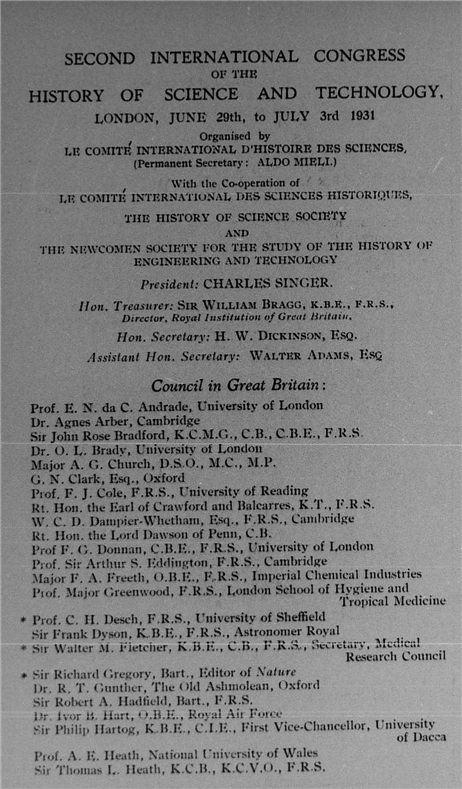 SECOND INTERNATIONAL CONGRESS
OF THE
HISTORY OF SCIENCE AND TECHNOLOGY,
LONDON, JUNE 29th, to JULY 3rd 1931
Organised by
LE COMITÉ INTERNATIONAL D'HISTOIRE DES SCIENCES,
(Permanent Secretary: ALDO MIELI.)
With the Co-operation of
LE COMITÉ INTERNATIONAL DES SCIENCES HISTORIQUES,
THE HISTORY OF SCIENCE SOCIETY
AND
THE NEWCOMEN SOCIETY FOR THE STUDY OF THE HISTORY OF
ENGINEERING AND TECHNOLOGY
President: CHARLES SINGER.
Hon. Treasurer: SIR WILLIAM BRAGG, K.B.E., F.R.S.,
Director, Royal Institution of Great Britain.
Hon. Secretary: H. W. DICKINSON, ESQ.
Assistant Hon. Secretary: WALTER ADAMS, ESQ
Council in Great Britain:
Prof. E. N. da C. Andrade, University of London
Dr. Agnes Arber, Cambridge
Sir John Rose Bradford, K.C.M.G., C.B., C.B.E., F.R.S.
Dr. O. L. Brady, University of London
Major A. G. Church, D.S.O., M.C., M.P.
G. N. Clark, Esq., Oxford
Prof. F. J. Cole, F.R.S., University of Reading
Rt. Hon. the Earl of Crawford and Balcarres, K.T., F.R.S.
W. C. D. Dampier-Whetham, Esq., F.R.S., Cambridge
Rt. Hon. the Lord Dawson of Penn, C.B.
Prof F. G. Donnan, C.B.E., F.R.S., University of London
Prof. Sir Arthur S. Eddington, F.R.S., Cambridge
Major F. A. Freeth, O.B.E., F.R.S., Imperial Chemical Industries
Prof. Major Greenwood, F.R.S., London School of Hygiene and
Tropical Medicine
* Prof. C. H. Desch, F.R.S., University of Sheffield
Sir Frank Dyson, K.B.E., F.R.S., Astronomer Royal
* Sir Walter M. Fletcher, K.B.E., C.B., F.R.S., Secretary, Medical
Research Council
* Sir Richard Gregory, Bart., Editor of Nature
Dr. R. T. Gunther, The Old Ashmolean, Oxford
Sir Robert A. Hadfield, Bart., F.R.S.
Dr. Ivor B. Hart, O.B.E., Royal Air Force
Sir Philip Hartog, K.B.E., C.I.E., First Vice-Chancellor, University
of Dacca
Prof. A. E. Heath, National University of Wales
Sir Thomas L. Heath, K.C.B., K.C.V.O., F.R.S.